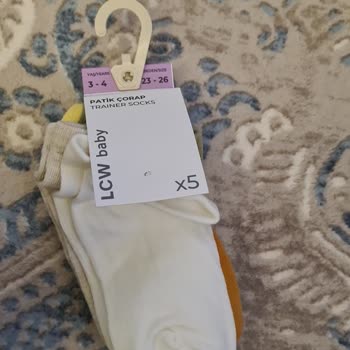 3 - 4
23 - 26
PATİK ÇORAP
TRAINER SOCKS
LCW baby
x5